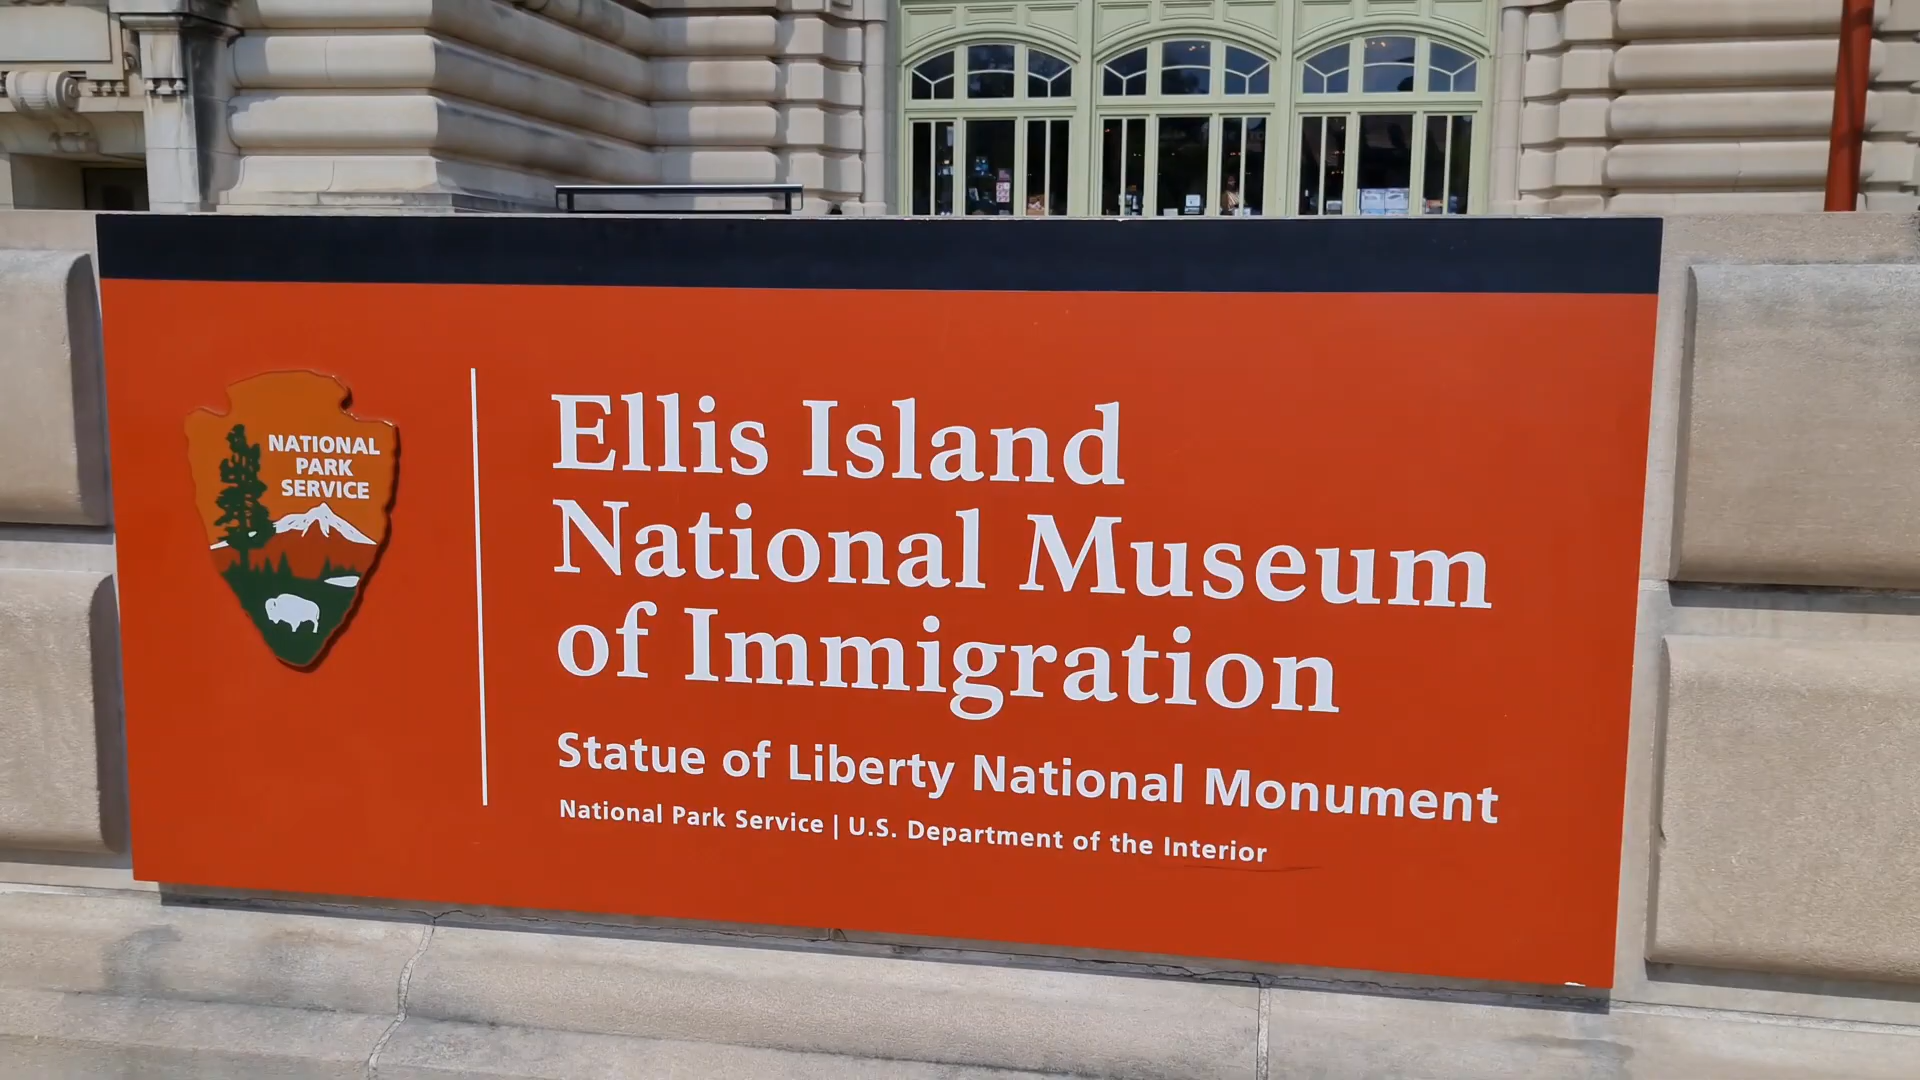 NATIONAL
PARK
SERVICE
Ellis Island
National Museum
of Immigration
Statue of Liberty National Monument
National Park Service | U.S. Department of the Interior